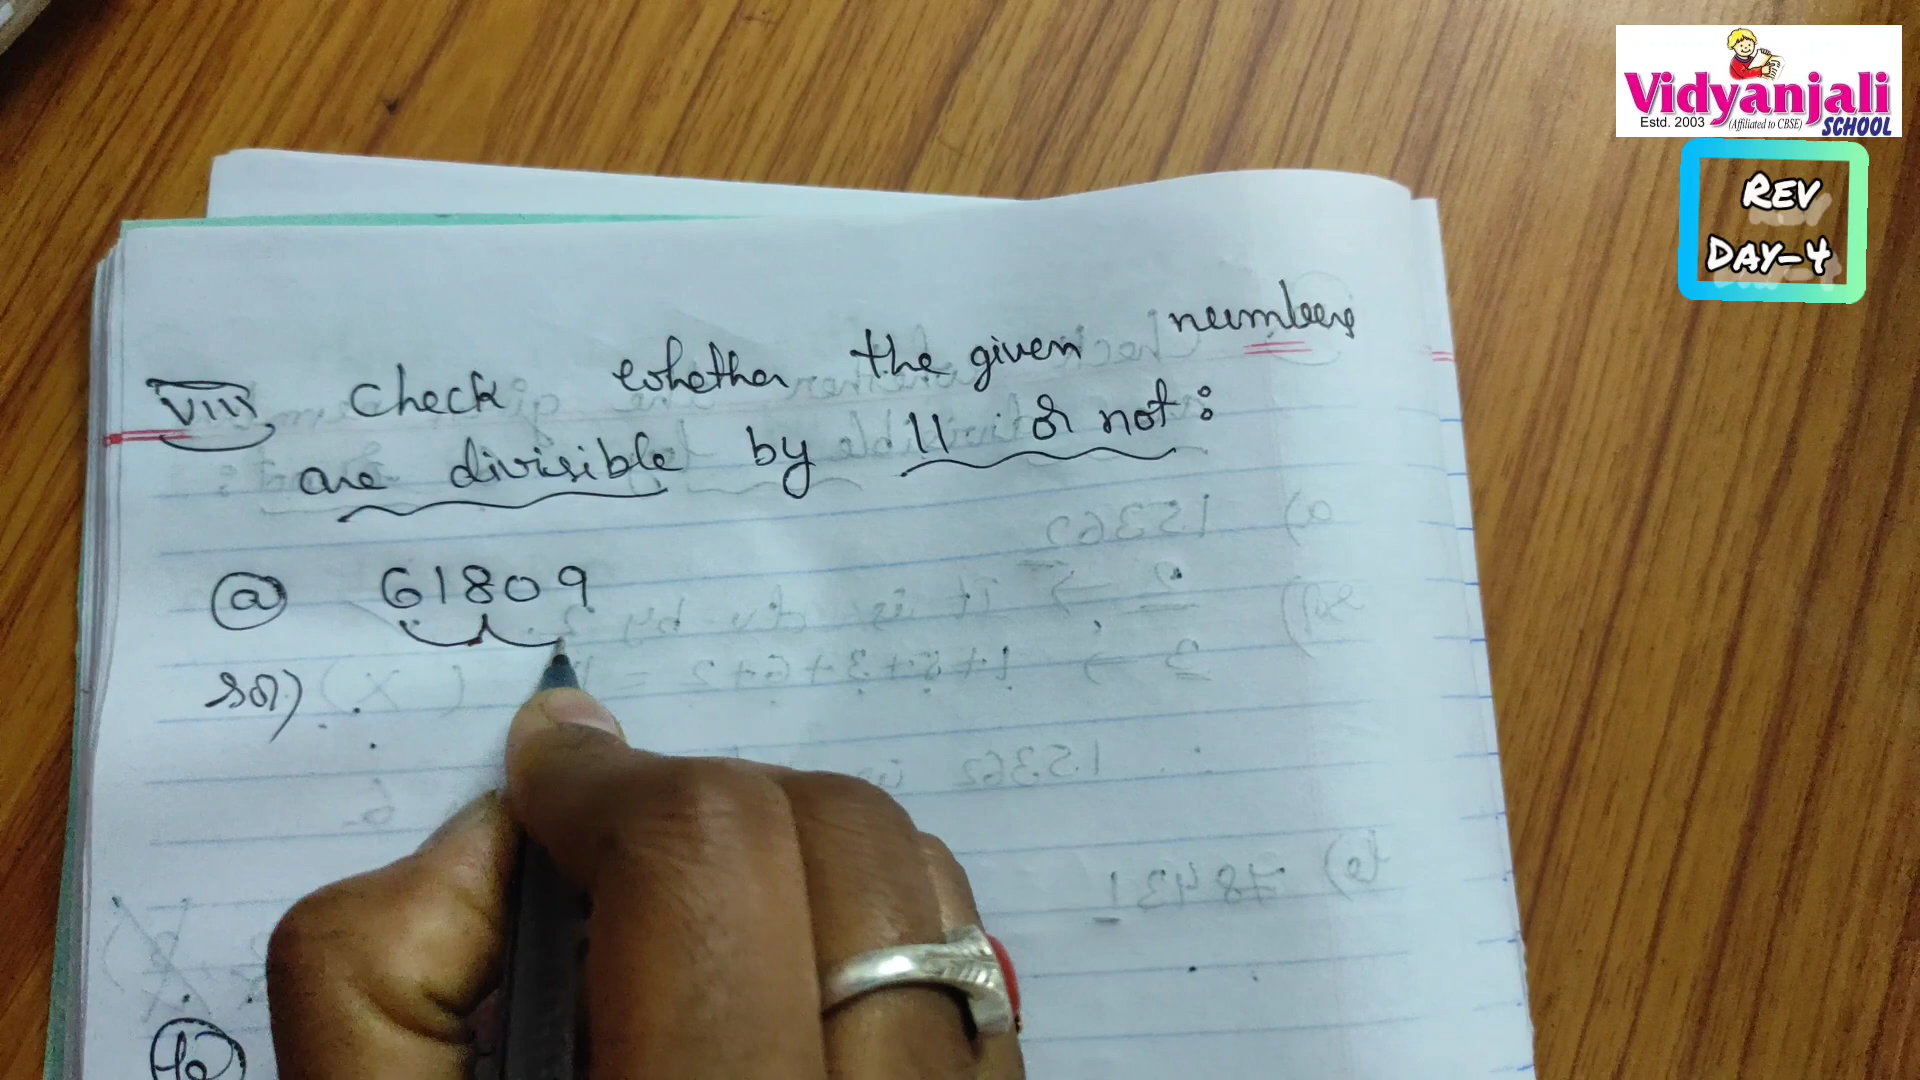 Vidyanjali
Estd. 2003 (Affiliated to CBSE) SCHOOL
REV
DAY-4
VIII Check whether the given numbers
are divisible by 11 or not:
a 61809
Sol)
b